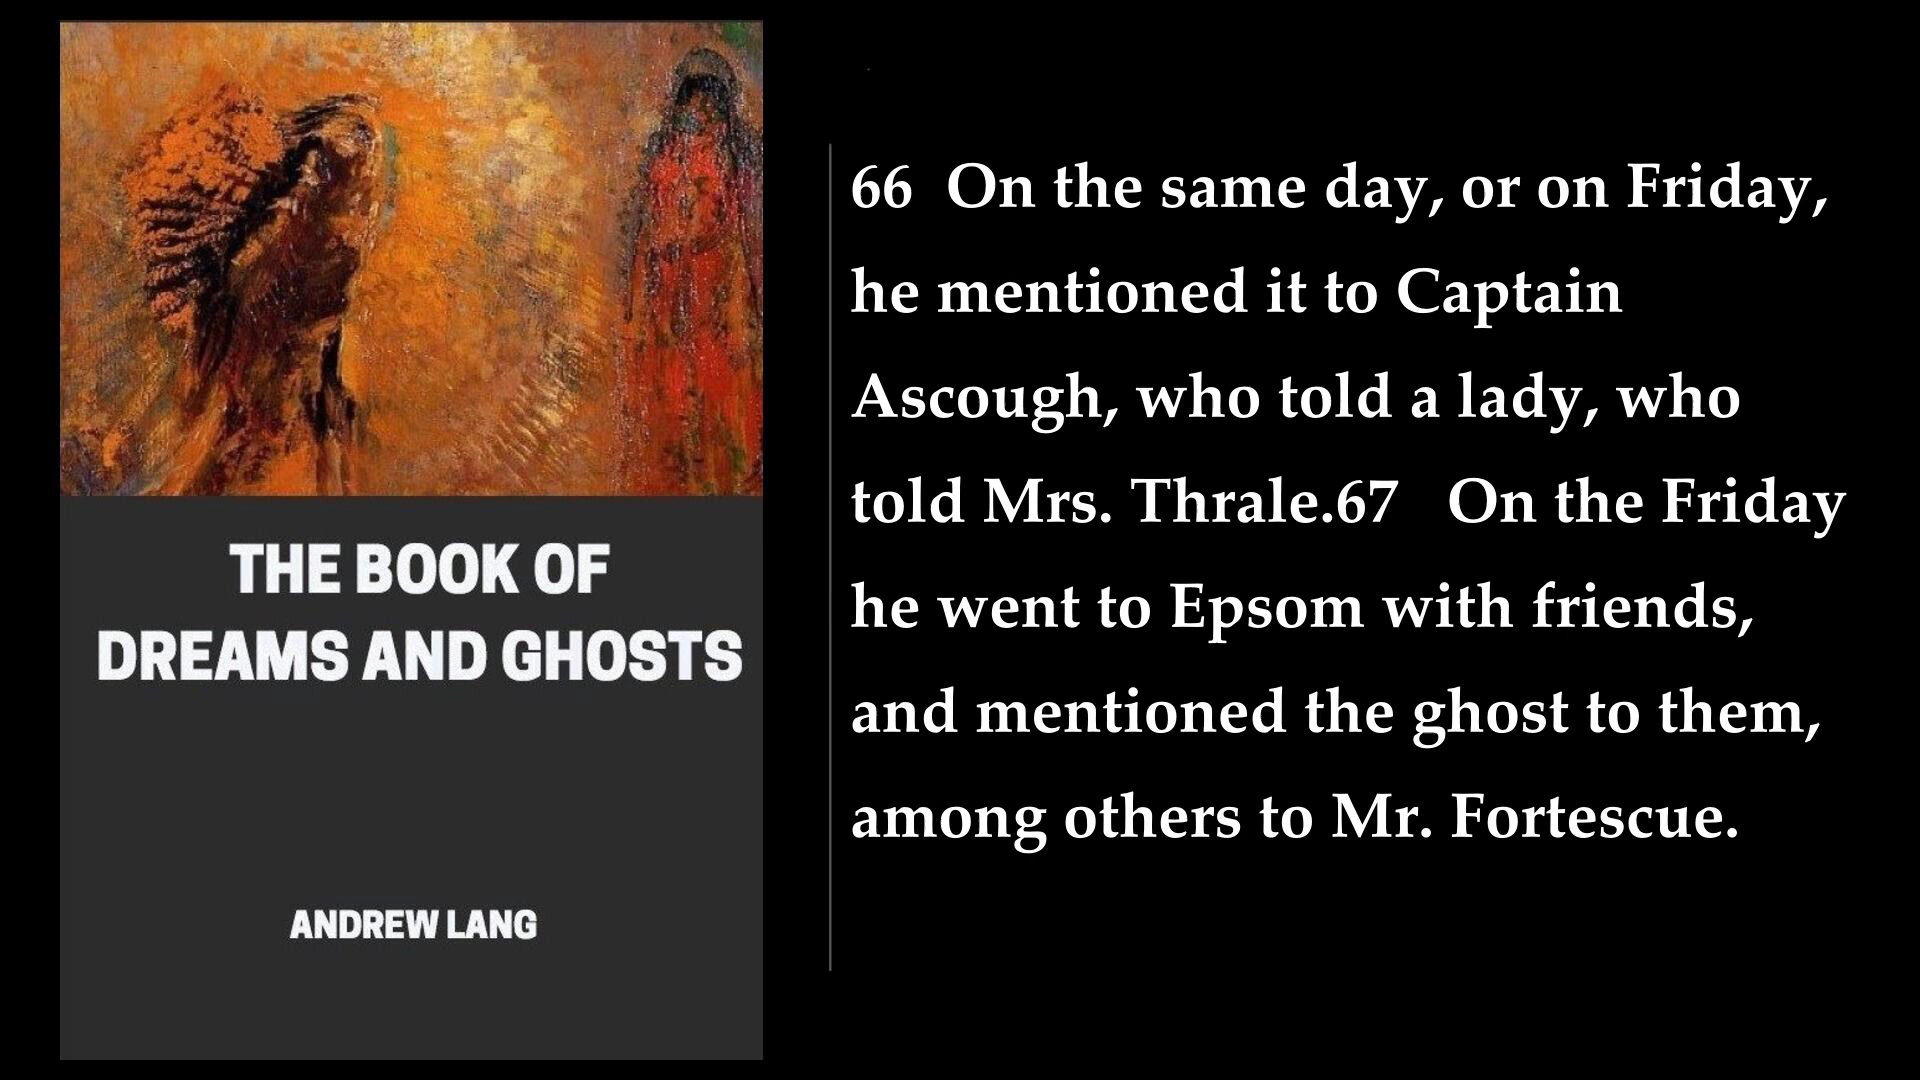 THE BOOK OF
DREAMS AND GHOSTS
ANDREW LANG
66  On the same day, or on Friday,
he mentioned it to Captain
Ascough, who told a lady, who
told Mrs. Thrale.67   On the Friday
he went to Epsom with friends,
and mentioned the ghost to them,
among others to Mr. Fortescue.